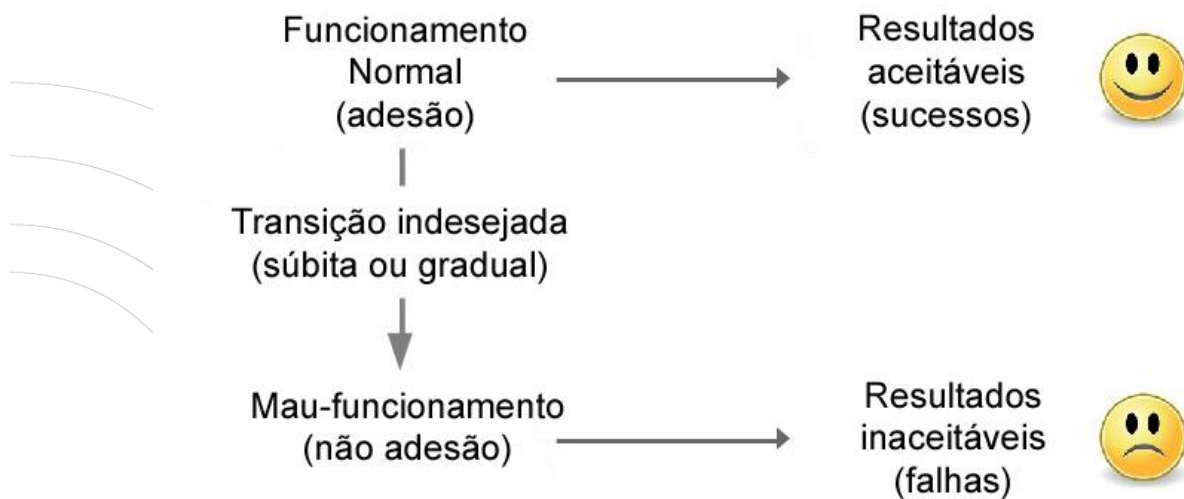 Funcionamento
Normal
(adesão)
Resultados
aceitáveis
(sucessos)
Transição indesejada
(súbita ou gradual)
Mau-funcionamento
(não adesão)
Resultados
inaceitáveis
(falhas)